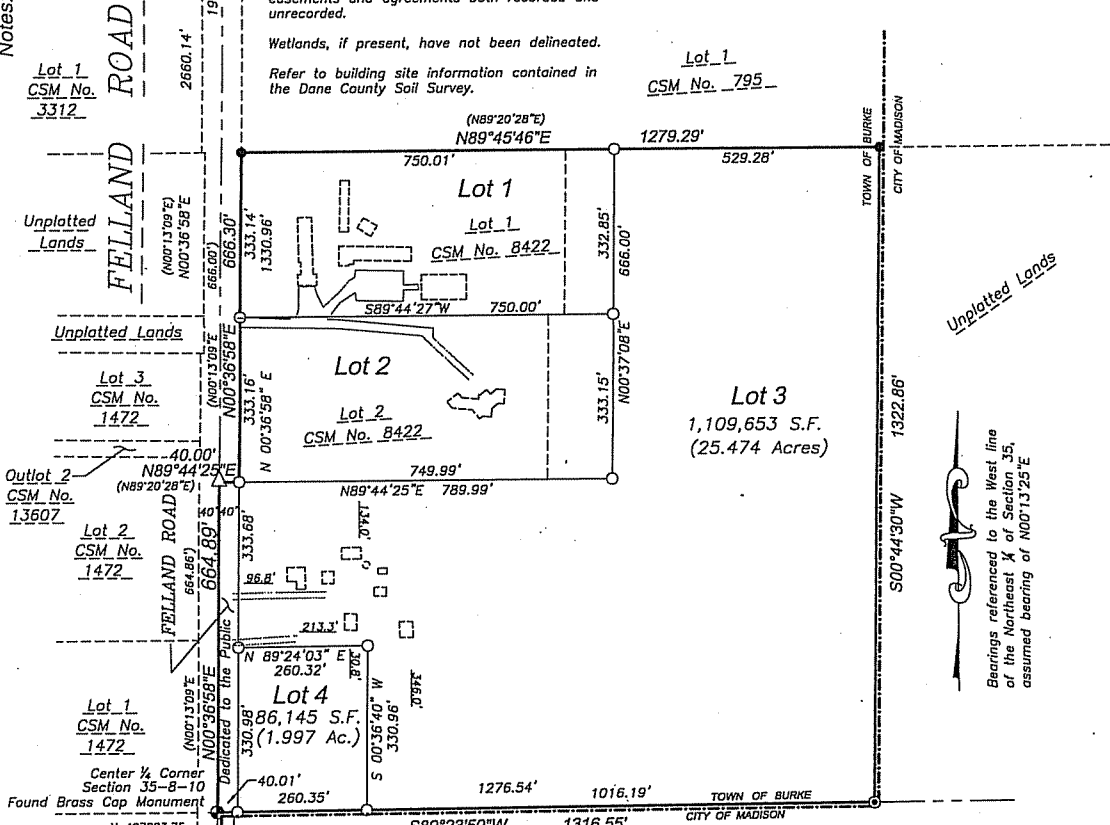 Notes:
19
easements and agreements both recorded and
unrecorded.
Wetlands, if present, have not been delineated.
Refer to building site information contained in
the Dane County Soil Survey.
Lot 1
CSM No.
3312
FELLAND ROAD
2660.14'
Lot 1
CSM No. 795
(N89°20'28"E)
N89°45'46"E
1279.29'
750.01'
529.28'
TOWN OF BURKE
CITY OF MADISON
Unplatted
Lands
(N00°13'09"E)
N00°36'58"E
(666.00')
666.30'
333.14'
1330.96'
Lot 1
Lot 1
CSM No. 8422
332.85'
666.00'
S89°44'27"W
750.00'
Unplatted Lands
Unplatted Lands
(N00°13'09"E
N00°36'58"E
333.16'
N 00°36'58" E
Lot 2
Lot 2
CSM No. 8422
333.15'
N00°37'08"E
Lot 3
1,109,653 S.F.
(25.474 Acres)
1322.86'
S00°44'30"W
Lot 3
CSM No.
1472
40.00'
N89°44'25"E
(N89°20'28"E)
749.99'
N89°44'25"E 789.99'
Outlot 2
CSM No.
13607
Lot 2
CSM No.
1472
FELLAND ROAD
664.86')
664.89'
40' 40'
333.68'
134.0'
96.8'
213.3'
30.8'
346.0'
Bearings referenced to the West line
of the Northeast ¼ of Section 35,
assumed bearing of N00°13'25"E
N 89°24'03" E
260.32'
Lot 4
86,145 S.F.
(1.997 Ac.)
Lot 1
CSM No.
1472
(N00°13'09"E)
N00°36'58"E
Dedicated to the Public
330.98'
S 00°36'40" W
330.96'
Center ¼ Corner
Section 35-8-10
Found Brass Cap Monument
40.01'
260.35'
1276.54'
1016.19'
TOWN OF BURKE
CITY OF MADISON
1316.55'